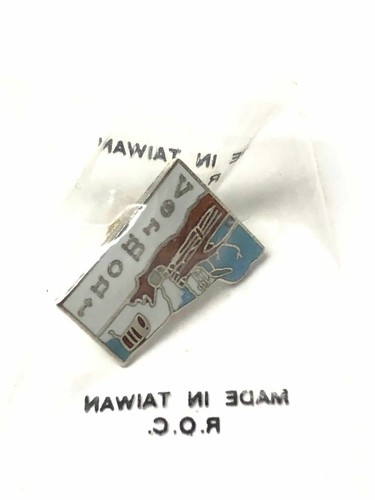 E IN TAIWAN
R
Vermont
MADE IN TAIWAN
R.O.C.